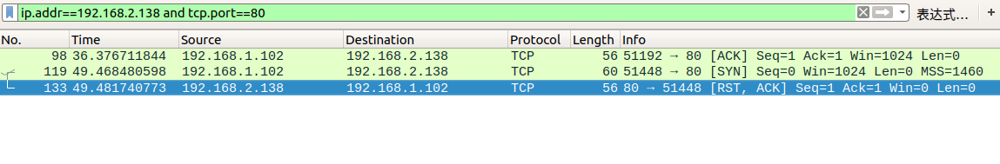 ip.addr==192.168.2.138 and tcp.port==80 表达式… +
No. Time Source Destination Protocol Length Info
98 36.376711844 192.168.1.102 192.168.2.138 TCP 56 51192 → 80 [ACK] Seq=1 Ack=1 Win=1024 Len=0
119 49.468480598 192.168.1.102 192.168.2.138 TCP 60 51448 → 80 [SYN] Seq=0 Win=1024 Len=0 MSS=1460
133 49.481740773 192.168.2.138 192.168.1.102 TCP 56 80 → 51448 [RST, ACK] Seq=1 Ack=1 Win=0 Len=0